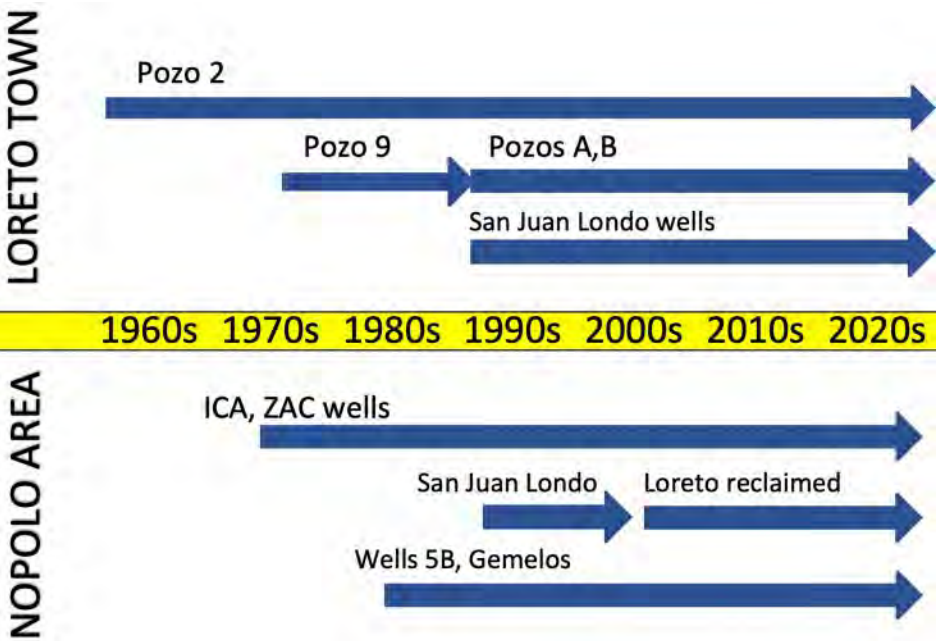 LORETO TOWN
Pozo 2
Pozo 9
Pozos A,B
San Juan Londo wells
1960s 1970s 1980s 1990s 2000s 2010s 2020s
NOPOLO AREA
ICA, ZAC wells
San Juan Londo
Loreto reclaimed
Wells 5B, Gemelos